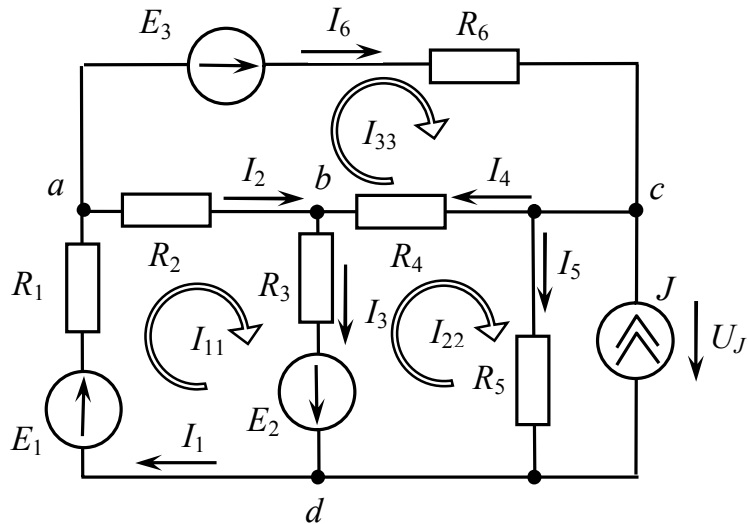 E3 I6 R6
I33
a I2 b I4 c
R1 R2 R3 R4 I5 J
I11 I3 I22 UJ
E1 I1 E2 R5
d